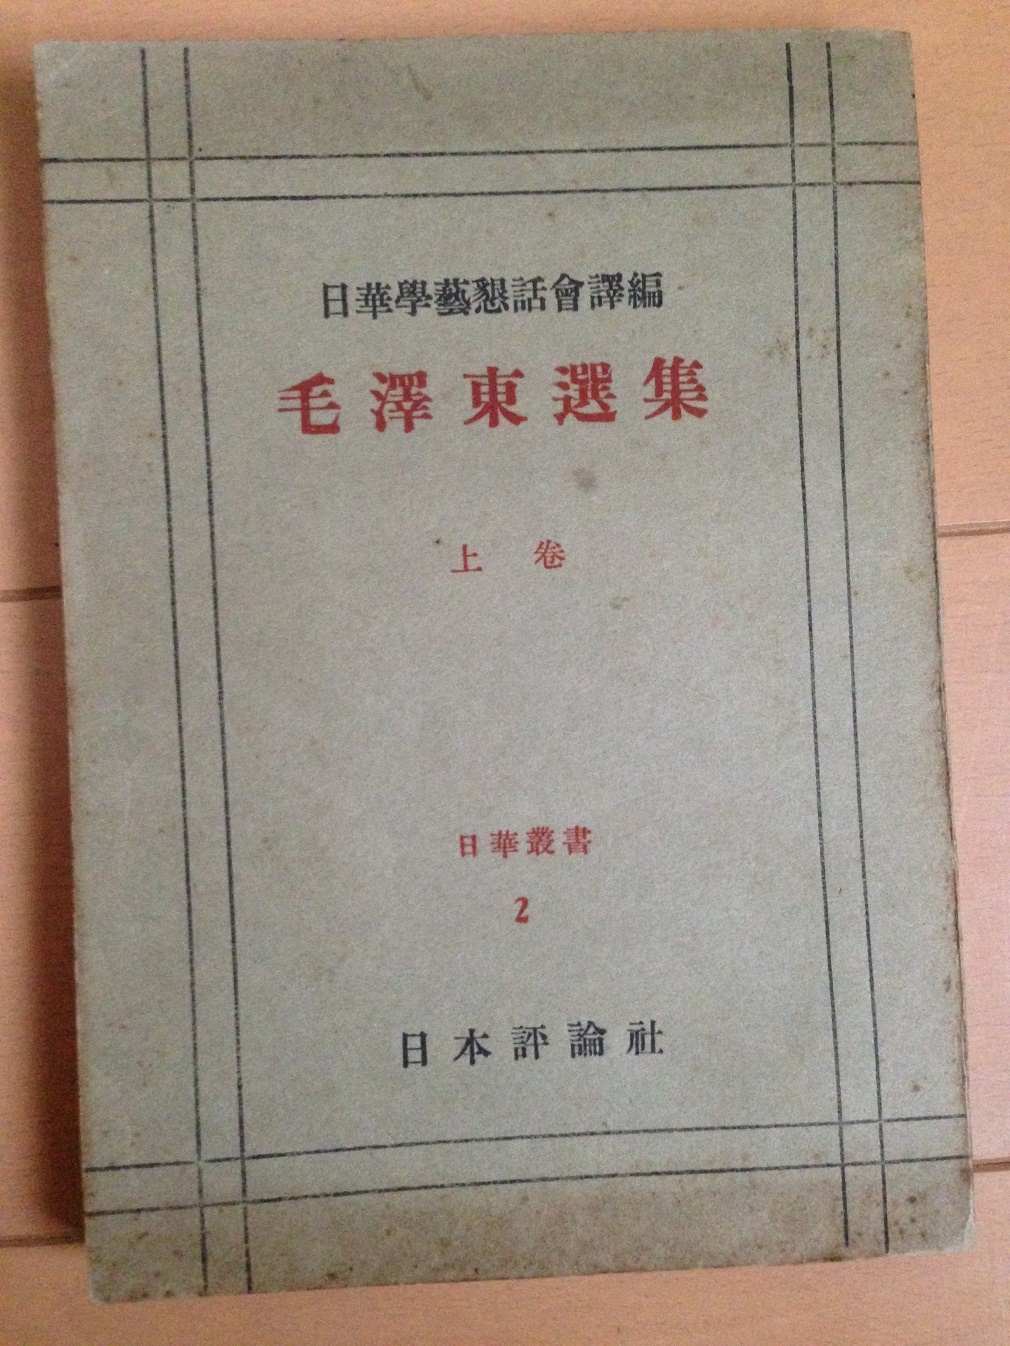 日華學藝懇話會譯編
毛澤東選集
上卷
日華叢書
2
日本評論社